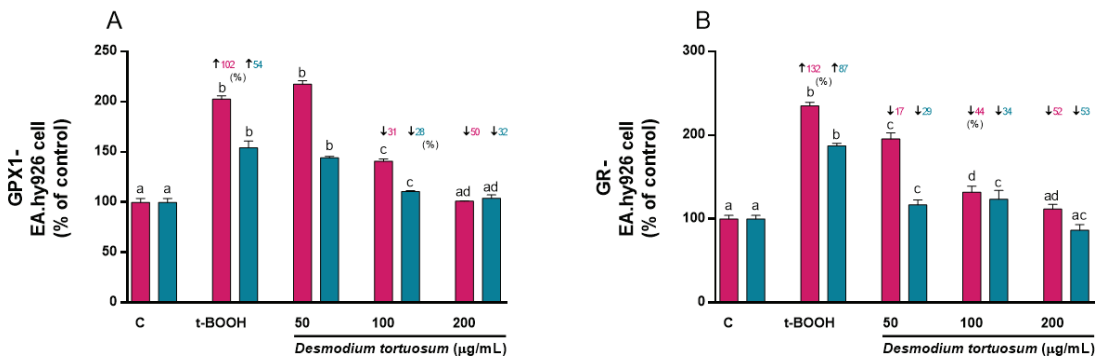 A
GPX1-
EA.hy926 cell
(% of control)
250
200
150
100
50
0
↑102 ↑54
(%)
↓31 ↓28
(%)
↓50 ↓32
a a
b b
b b
c c
ad ad
C t-BOOH 50 100 200
Desmodium tortuosum (µg/mL)
B
GR-
EA.hy926 cell
(% of control)
300
200
100
0
↑132 ↑87
(%)
↓17 ↓29
↓44 ↓34
(%)
↓52 ↓53
a a
b b
c c
d c
ad ac
C t-BOOH 50 100 200
Desmodium tortuosum (µg/mL)